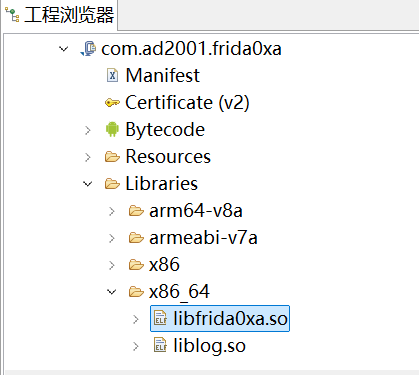 工程浏览器
com.ad2001.frida0xa
Manifest
Certificate (v2)
Bytecode
Resources
Libraries
arm64-v8a
armeabi-v7a
x86
x86_64
libfrida0xa.so
liblog.so